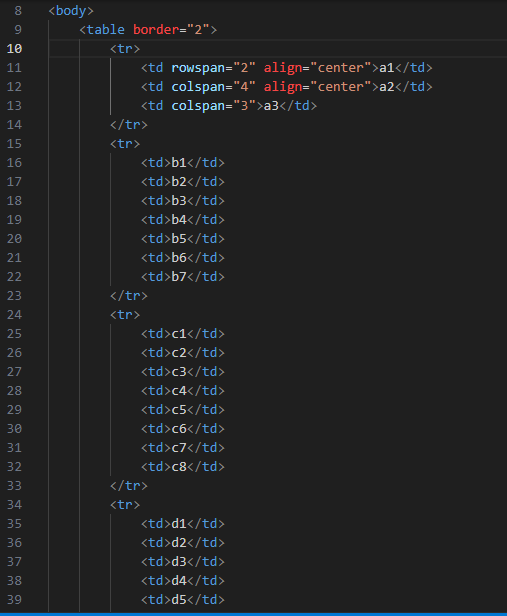 8 <body>
9 <table border="2">
10 <tr>
11 <td rowspan="2" align="center">a1</td>
12 <td colspan="4" align="center">a2</td>
13 <td colspan="3">a3</td>
14 </tr>
15 <tr>
16 <td>b1</td>
17 <td>b2</td>
18 <td>b3</td>
19 <td>b4</td>
20 <td>b5</td>
21 <td>b6</td>
22 <td>b7</td>
23 </tr>
24 <tr>
25 <td>c1</td>
26 <td>c2</td>
27 <td>c3</td>
28 <td>c4</td>
29 <td>c5</td>
30 <td>c6</td>
31 <td>c7</td>
32 <td>c8</td>
33 </tr>
34 <tr>
35 <td>d1</td>
36 <td>d2</td>
37 <td>d3</td>
38 <td>d4</td>
39 <td>d5</td>